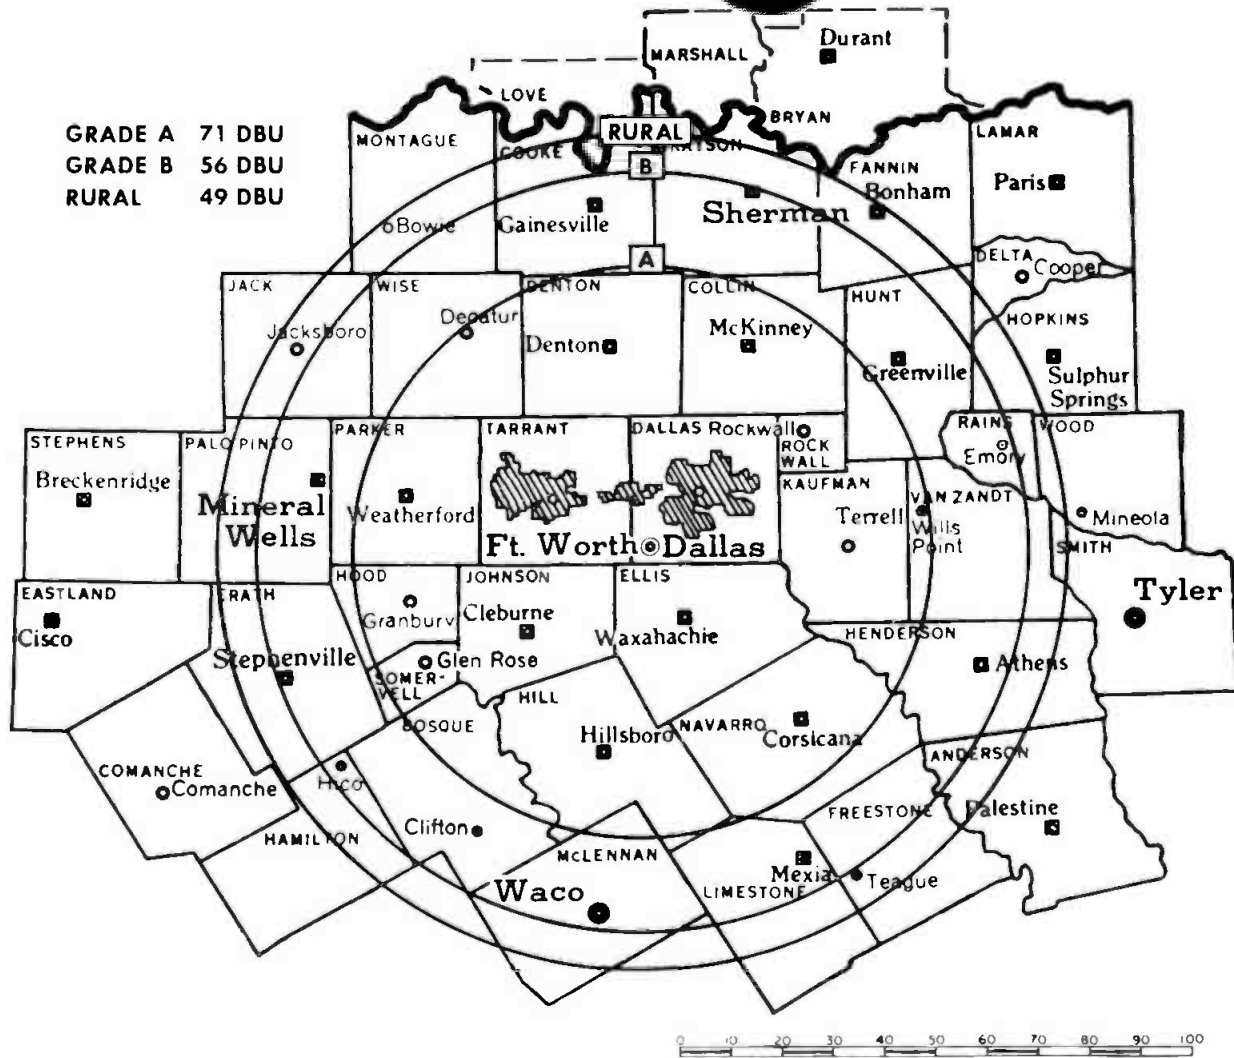 MARSHALL
Durant
LOVE
BRYAN
GRADE A 71 DBU
GRADE B 56 DBU
RURAL 49 DBU
MONTAGUE
RURAL
COOKE
GRAYSON
LAMAR
B
FANNIN
Bonham
Paris
Bowie
Gainesville
Sherman
A
DELTA
Cooper
JACK
WISE
DENTON
COLLIN
HUNT
HOPKINS
Jacksboro
Decatur
Denton
McKinney
Greenville
Sulphur
Springs
STEPHENS
PALO PINTO
PARKER
TARRANT
DALLAS
Rockwall
ROCK
WALL
RAINS
WOOD
Emory
Breckenridge
Mineral
Wells
Weatherford
KAUFMAN
VAN ZANDT
Terrell
Wills
Point
Mineola
Ft. Worth
Dallas
SMITH
EASTLAND
ERATH
HOOD
JOHNSON
ELLIS
Tyler
Cisco
Granbury
Cleburne
Waxahachie
HENDERSON
Stephenville
Glen Rose
Athens
SOMER-
VELL
HILL
BOSQUE
Hillsboro
NAVARRO
Corsicana
ANDERSON
COMANCHE
Comanche
Hico
FREESTONE
Palestine
HAMILTON
Clifton
McLENNAN
Mexia
Waco
LIMESTONE
Teague
0 10 20 30 40 50 60 70 80 90 100